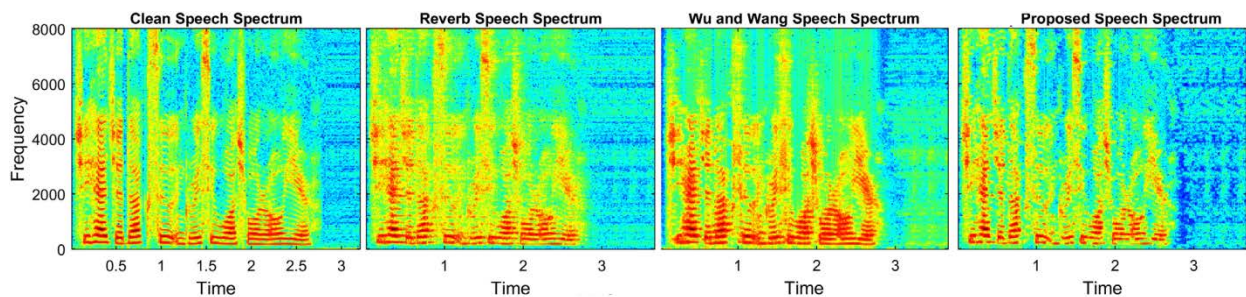 Clean Speech Spectrum Reverb Speech Spectrum Wu and Wang Speech Spectrum Proposed Speech Spectrum
8000
6000
4000
2000
0
Frequency
0.5 1 1.5 2 2.5 3 1 2 3 1 2 3 1 2 3
Time Time Time Time